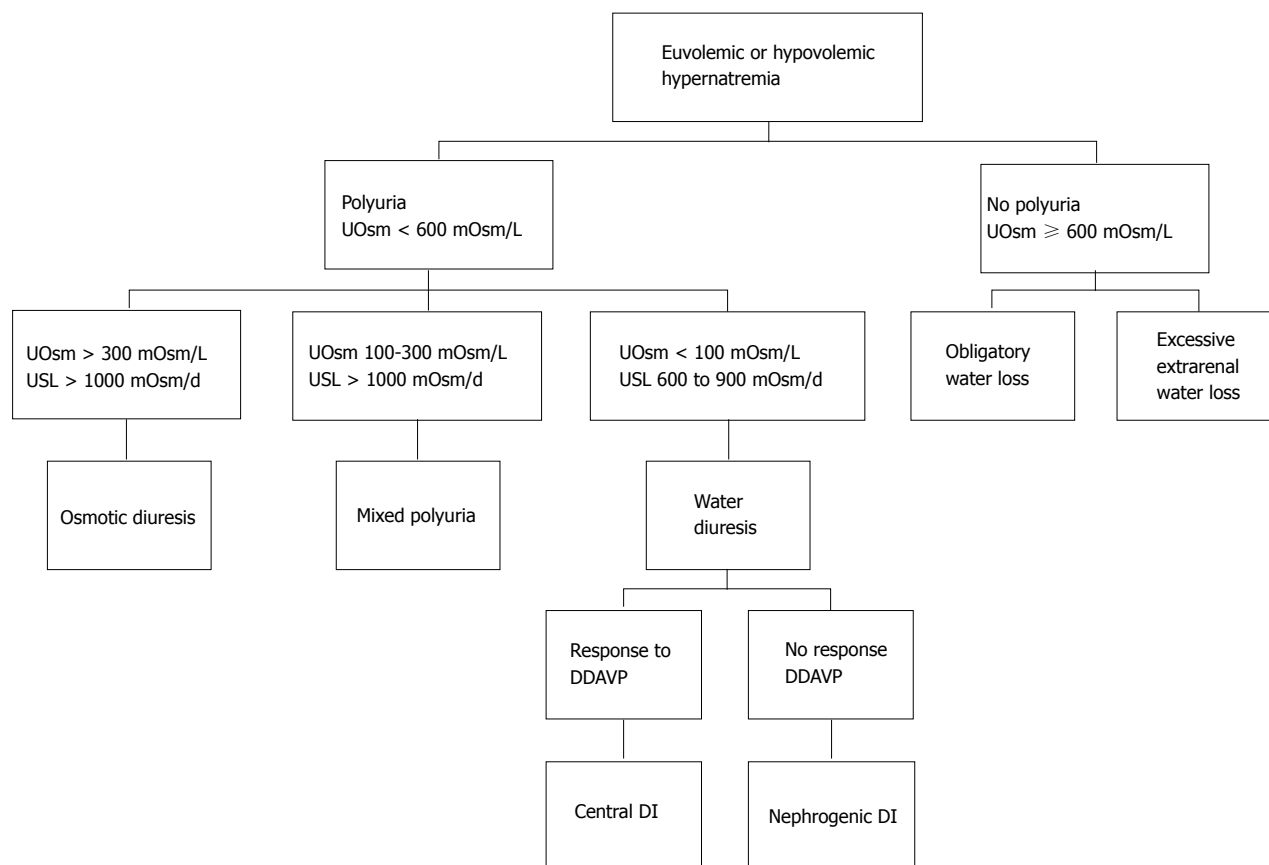 Euvolemic or hypovolemic
hypernatremia
Polyuria
UOsm < 600 mOsm/L
No polyuria
UOsm ⩾ 600 mOsm/L
UOsm > 300 mOsm/L
USL > 1000 mOsm/d
UOsm 100-300 mOsm/L
USL > 1000 mOsm/d
UOsm < 100 mOsm/L
USL 600 to 900 mOsm/d
Obligatory
water loss
Excessive
extrarenal
water loss
Osmotic diuresis
Mixed polyuria
Water
diuresis
Response to
DDAVP
No response
DDAVP
Central DI
Nephrogenic DI